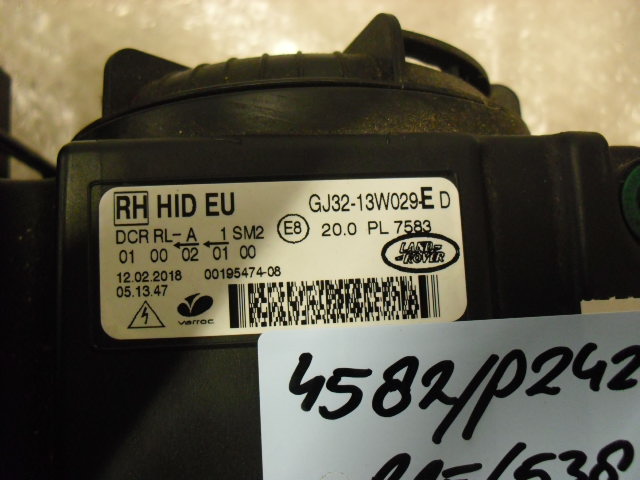 RH HID EU GJ32-13W029-E D
DCR RL-A 1 SM2 E8 20.0 PL 7583
01 00 02 01 00 LAND-
-ROVER
12.02.2018 00195474-08
05.13.47
varroc
4582/P242